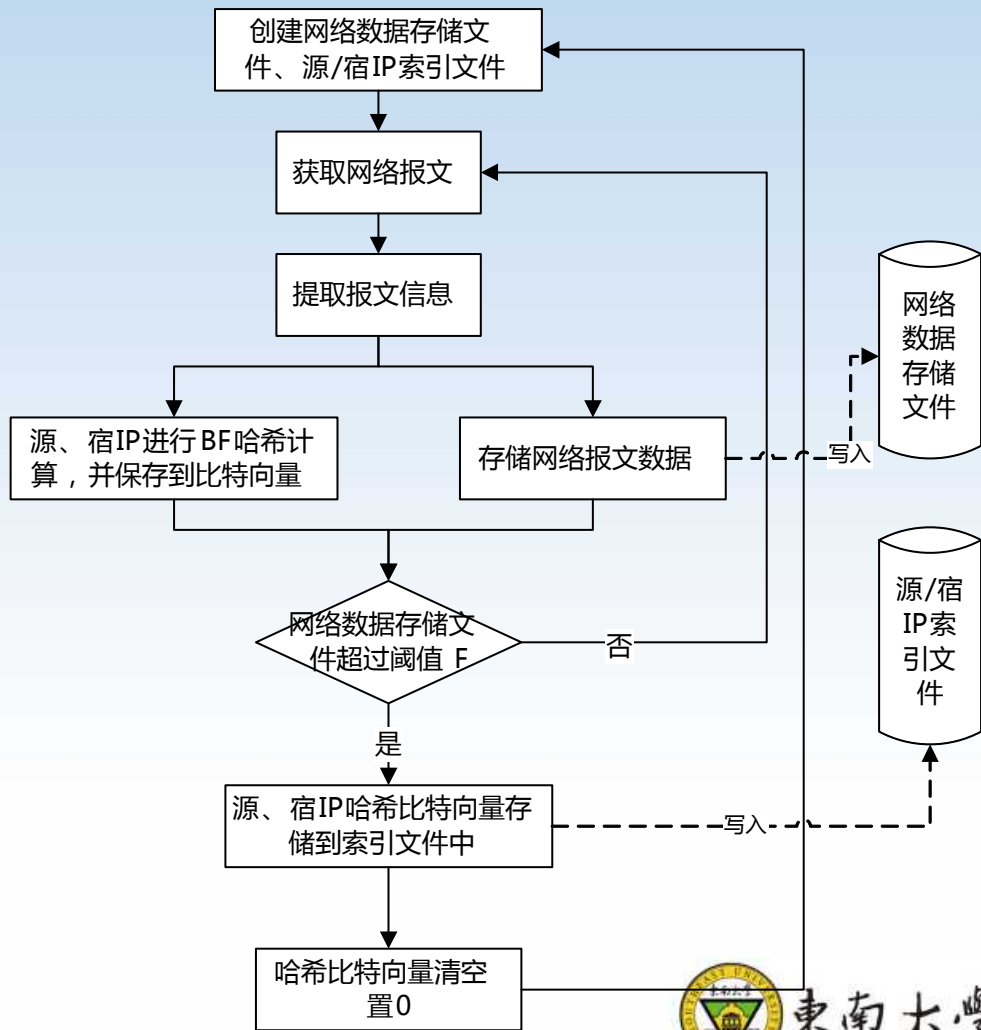 创建网络数据存储文
件、源/宿IP索引文件
获取网络报文
提取报文信息
源、宿IP进行BF哈希计
算，并保存到比特向量
存储网络报文数据
写入
网络
数据
存储
文件
网络数据存储文
件超过阈值 F
否
是
源/宿
IP索
引文
件
源、宿IP哈希比特向量存
储到索引文件中
写入
哈希比特向量清空
置0
東南大學